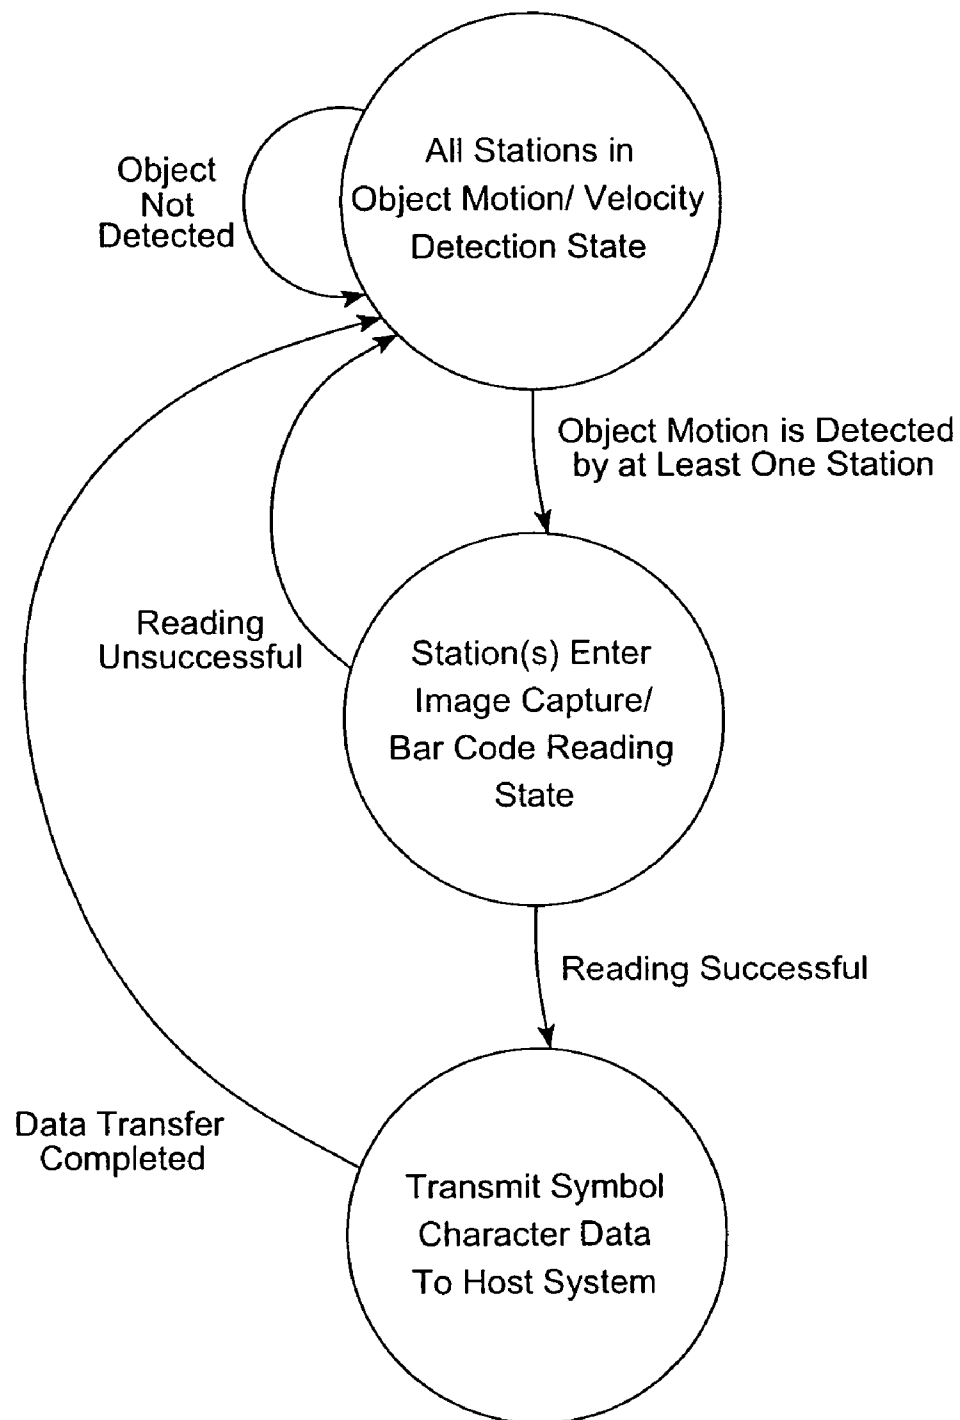 All Stations in
Object Motion/ Velocity
Detection State
Object
Not
Detected
Object Motion is Detected
by at Least One Station
Reading
Unsuccessful
Station(s) Enter
Image Capture/
Bar Code Reading
State
Reading Successful
Data Transfer
Completed
Transmit Symbol
Character Data
To Host System